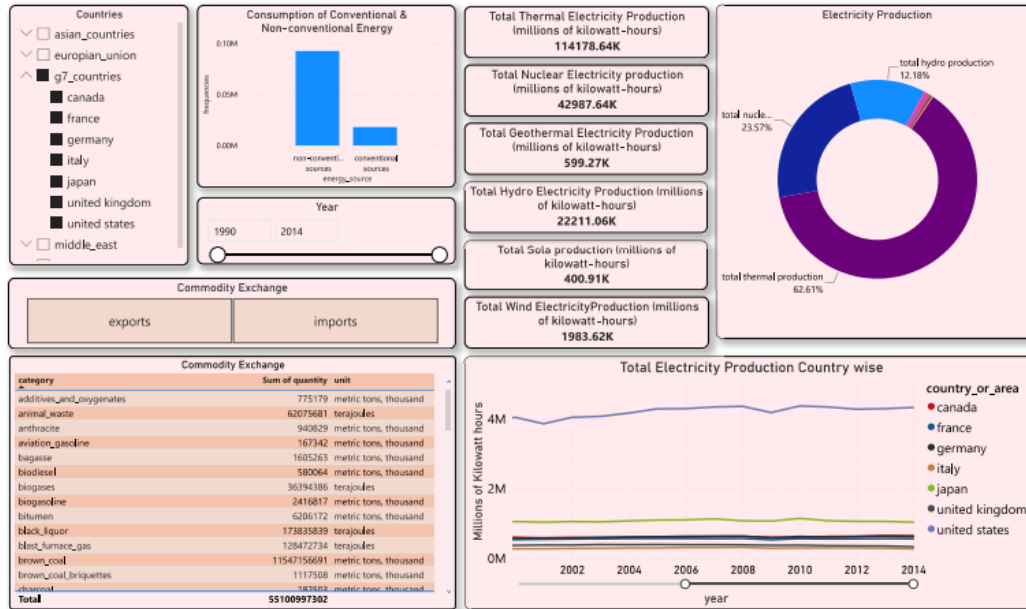 Countries
asian_countries
europian_union
g7_countries
canada
france
germany
italy
japan
united kingdom
united states
middle_east
Consumption of Conventional &
Non-conventional Energy
frequencies
0.10M
0.05M
0.00M
non-conventi...
sources
conventional
sources
energy_source
Year
1990
2014
Commodity Exchange
exports
imports
Total Thermal Electricity Production
(millions of kilowatt-hours)
114178.64K
Total Nuclear Electricity production
(millions of kilowatt-hours)
42987.64K
Total Geothermal Electricity Production
(millions of kilowatt-hours)
599.27K
Total Hydro Electricity Production (millions
of kilowatt-hours)
22211.06K
Total Sola production (millions of
kilowatt-hours)
400.91K
Total Wind ElectricityProduction (millions
of kilowatt-hours)
1983.62K
Electricity Production
total hydro production
12.18%
total nucle...
23.57%
total thermal production
62.61%
Commodity Exchange
category Sum of quantity unit
additives_and_oxygenates 775179 metric tons, thousand
animal_waste 62075681 terajoules
anthracite 940829 metric tons, thousand
aviation_gasoline 167342 metric tons, thousand
bagasse 1605263 metric tons, thousand
biodiesel 580064 metric tons, thousand
biogases 36394386 terajoules
biogasoline 2416817 metric tons, thousand
bitumen 6206172 metric tons, thousand
black_liquor 173835839 terajoules
blast_furnace_gas 128472734 terajoules
brown_coal 11547156691 metric tons, thousand
brown_coal_briquettes 1117508 metric tons, thousand
charcoal 182503 metric tons, thousand
Total 55100997302
Total Electricity Production Country wise
Millions of Kilowatt hours
4M
2M
0M
2002 2004 2006 2008 2010 2012 2014
year
country_or_area
canada
france
germany
italy
japan
united kingdom
united states